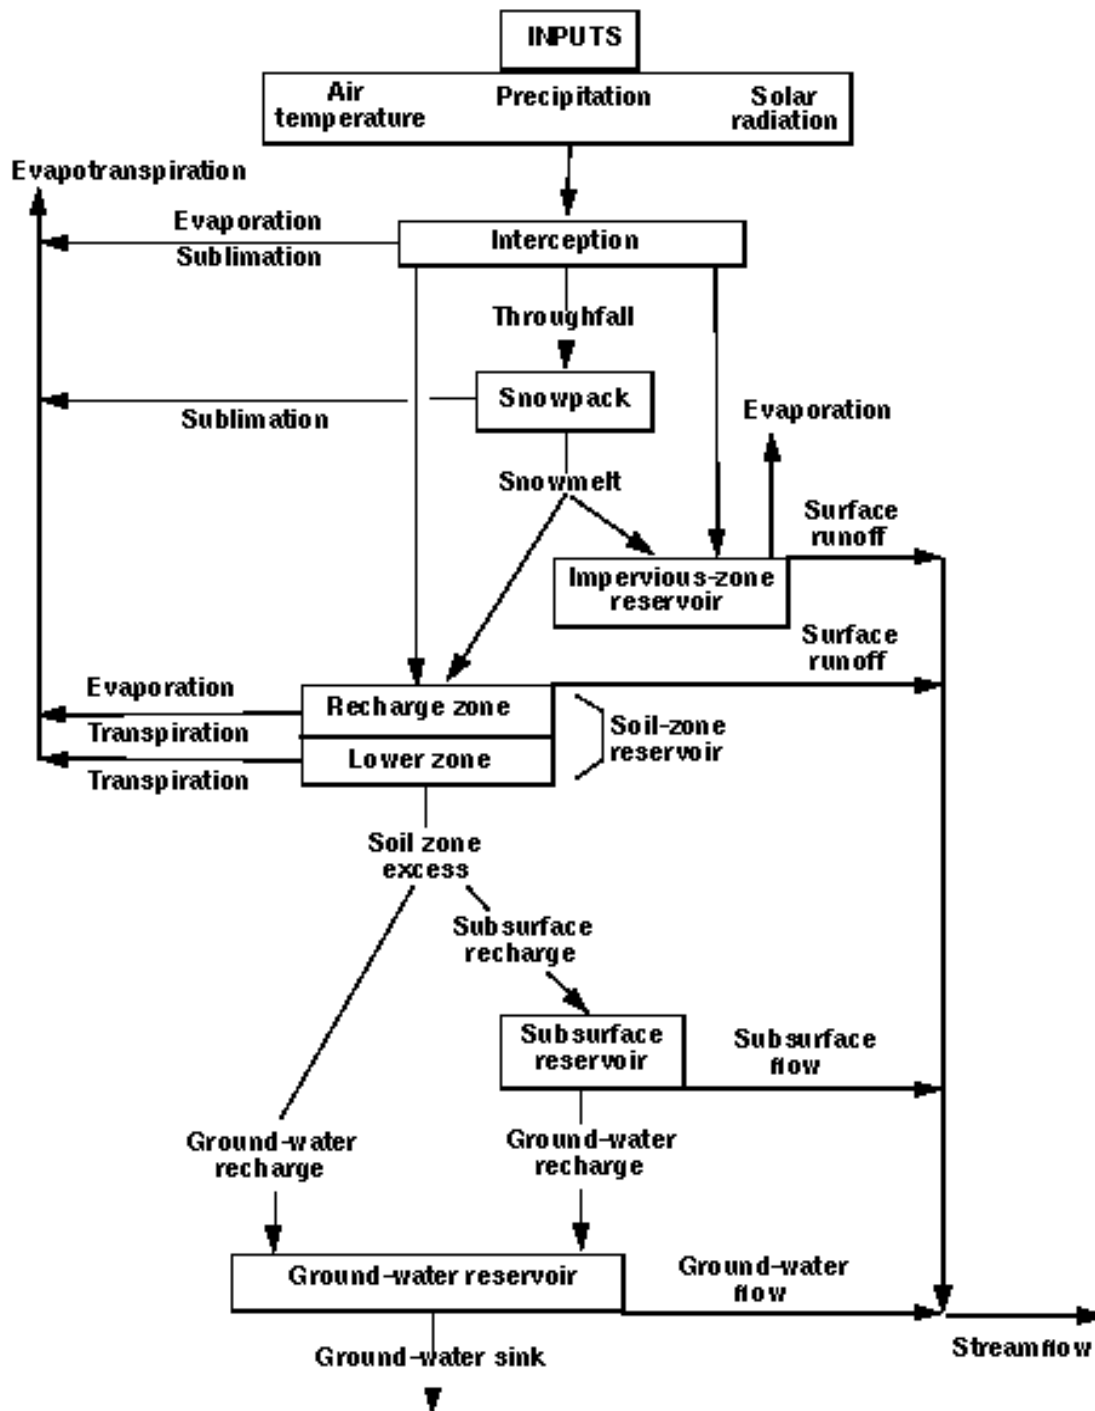 INPUTS
Air temperature
Precipitation
Solar radiation
Evapotranspiration
Evaporation
Sublimation
Interception
Throughfall
Snowpack
Sublimation
Evaporation
Snowmelt
Surface
runoff
Impervious-zone
reservoir
Surface
runoff
Evaporation
Recharge zone
Transpiration
Soil-zone
reservoir
Lower zone
Transpiration
Soil zone
excess
Subsurface
recharge
Subsurface
reservoir
Subsurface
flow
Ground-water
recharge
Ground-water
recharge
Ground-water reservoir
Ground-water
flow
Ground-water sink
Streamflow